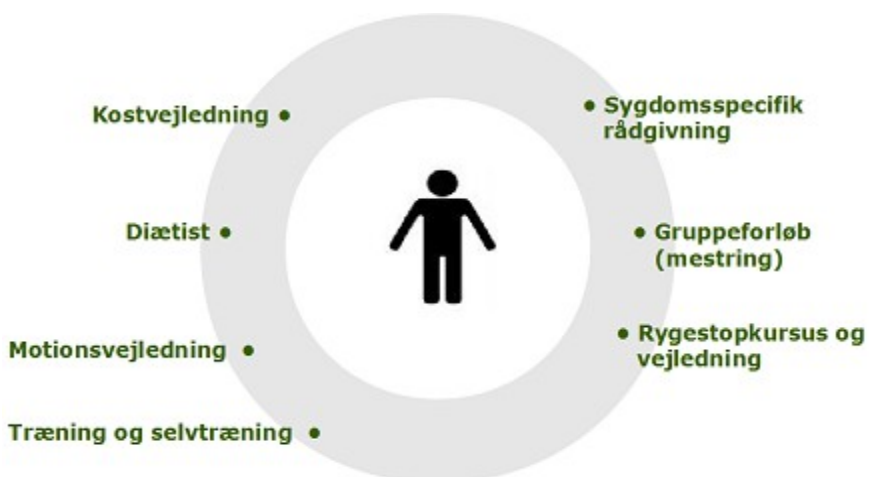 Kostvejledning •
Diætist •
Motionsvejledning •
Træning og selvtræning •
• Sygdomsspecifik
rådgivning
• Gruppeforløb
(mestring)
• Rygestopkursus og
vejledning